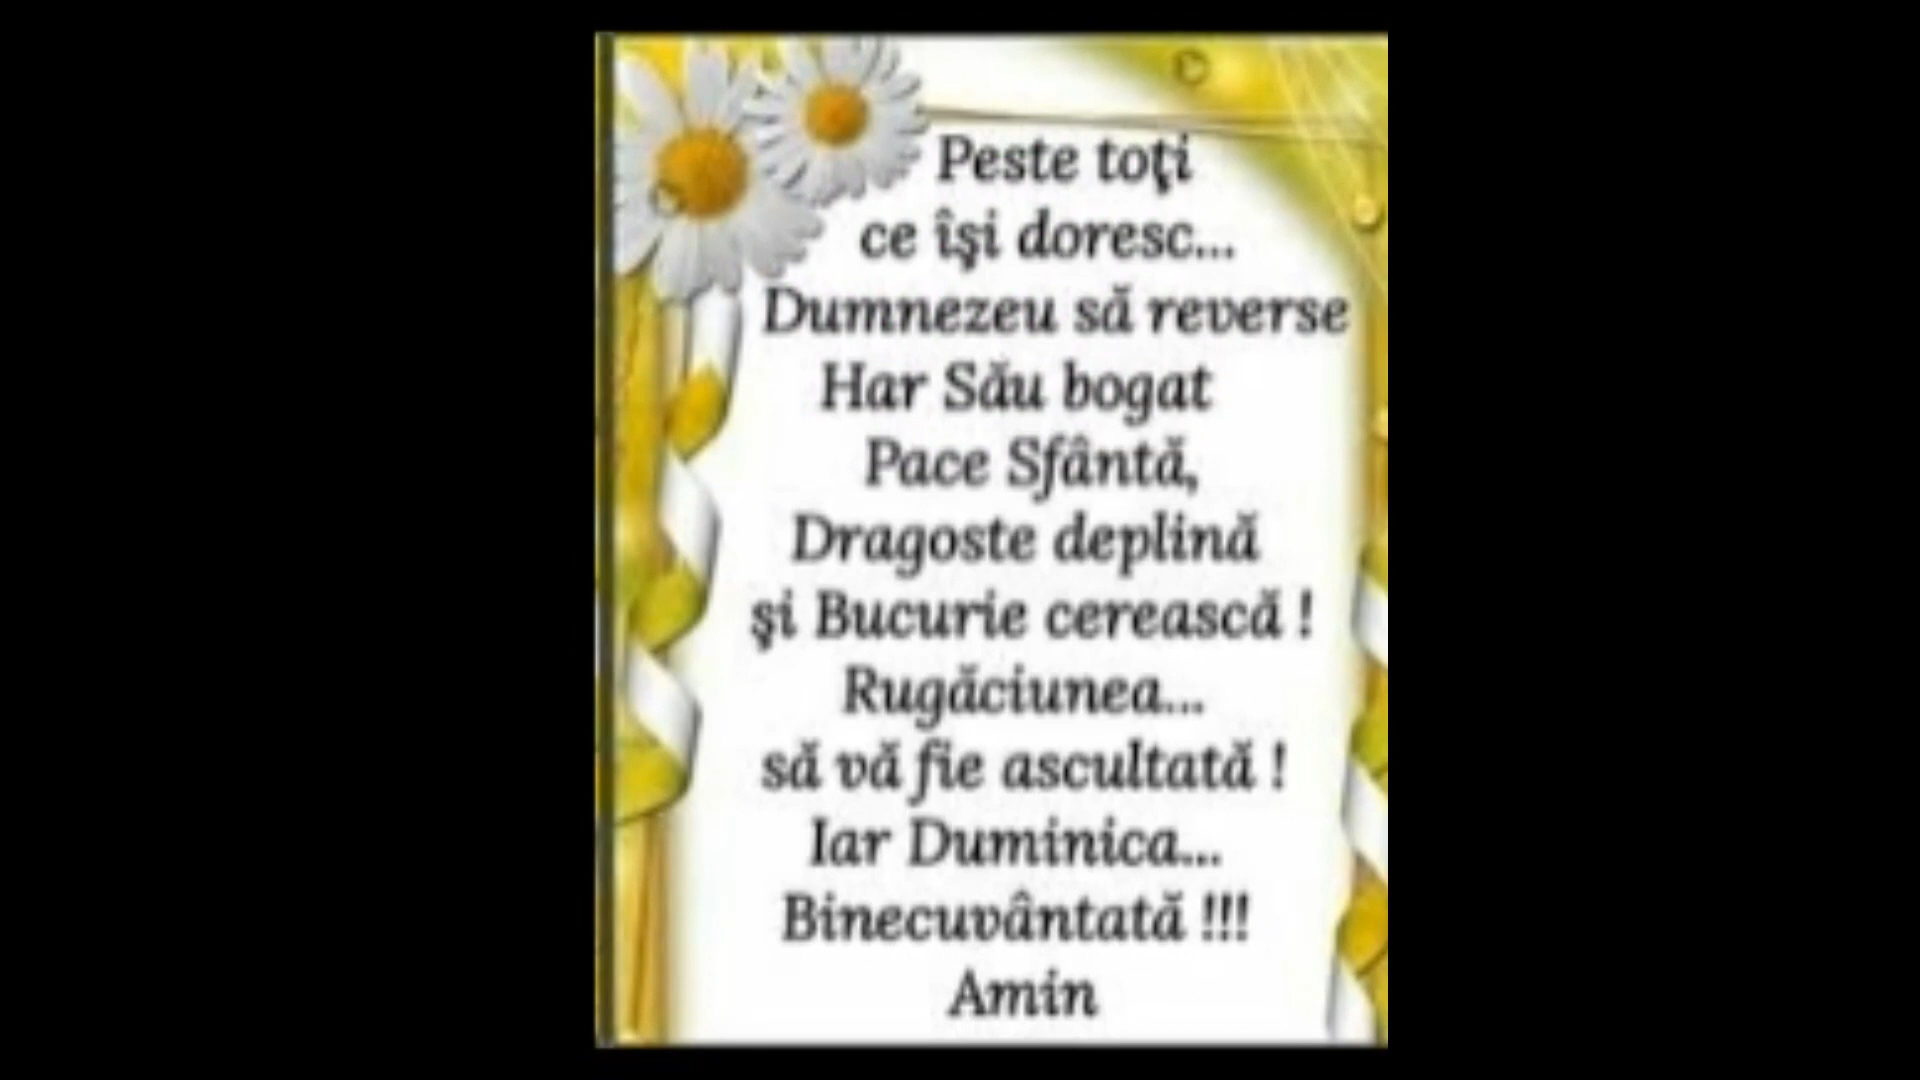 Peste toţi
ce îşi doresc...
Dumnezeu să reverse
Har Său bogat
Pace Sfântă,
Dragoste deplină
şi Bucurie cerească !
Rugăciunea...
să vă fie ascultată !
Iar Duminica...
Binecuvântată !!!
Amin